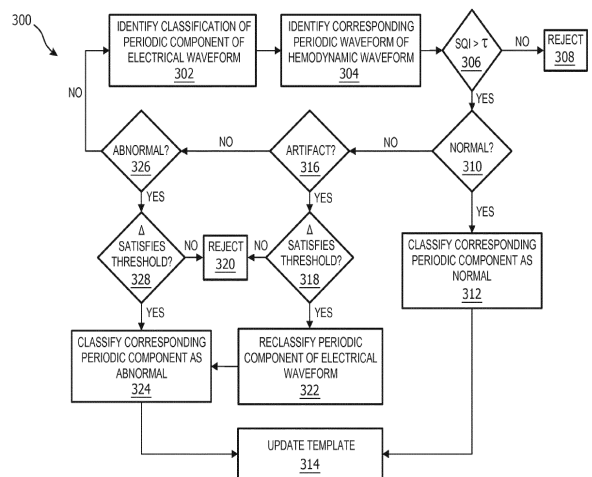 300
IDENTIFY CLASSIFICATION
OF PERIODIC COMPONENT OF
ELECTRICAL WAVEFORM
302
IDENTIFY CORRESPONDING
PERIODIC WAVEFORM OF
HEMODYNAMIC WAVEFORM
304
SQI > τ
306
NO
REJECT
308
YES
NO
ABNORMAL?
326
NO
ARTIFACT?
316
NO
NORMAL?
310
YES
YES
YES
Δ
SATISFIES
THRESHOLD?
328
NO
REJECT
320
NO
Δ
SATISFIES
THRESHOLD?
318
CLASSIFY CORRESPONDING
PERIODIC COMPONENT AS
NORMAL
312
YES
YES
CLASSIFY CORRESPONDING
PERIODIC COMPONENT AS
ABNORMAL
324
RECLASSIFY PERIODIC
COMPONENT OF ELECTRICAL
WAVEFORM
322
UPDATE TEMPLATE
314